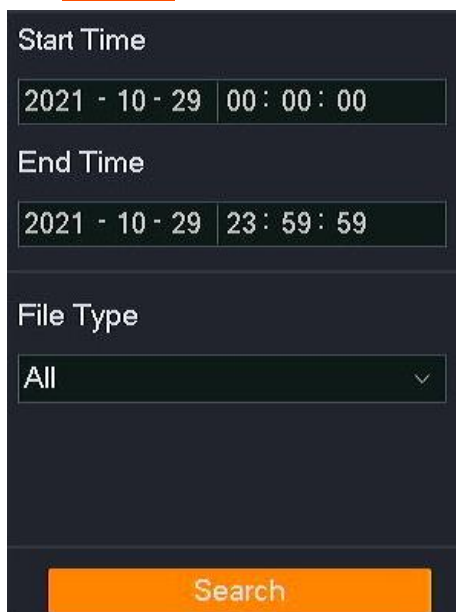 Start Time
2021 - 10 - 29 00 : 00 : 00
End Time
2021 - 10 - 29 23 : 59 : 59
File Type
All
Search